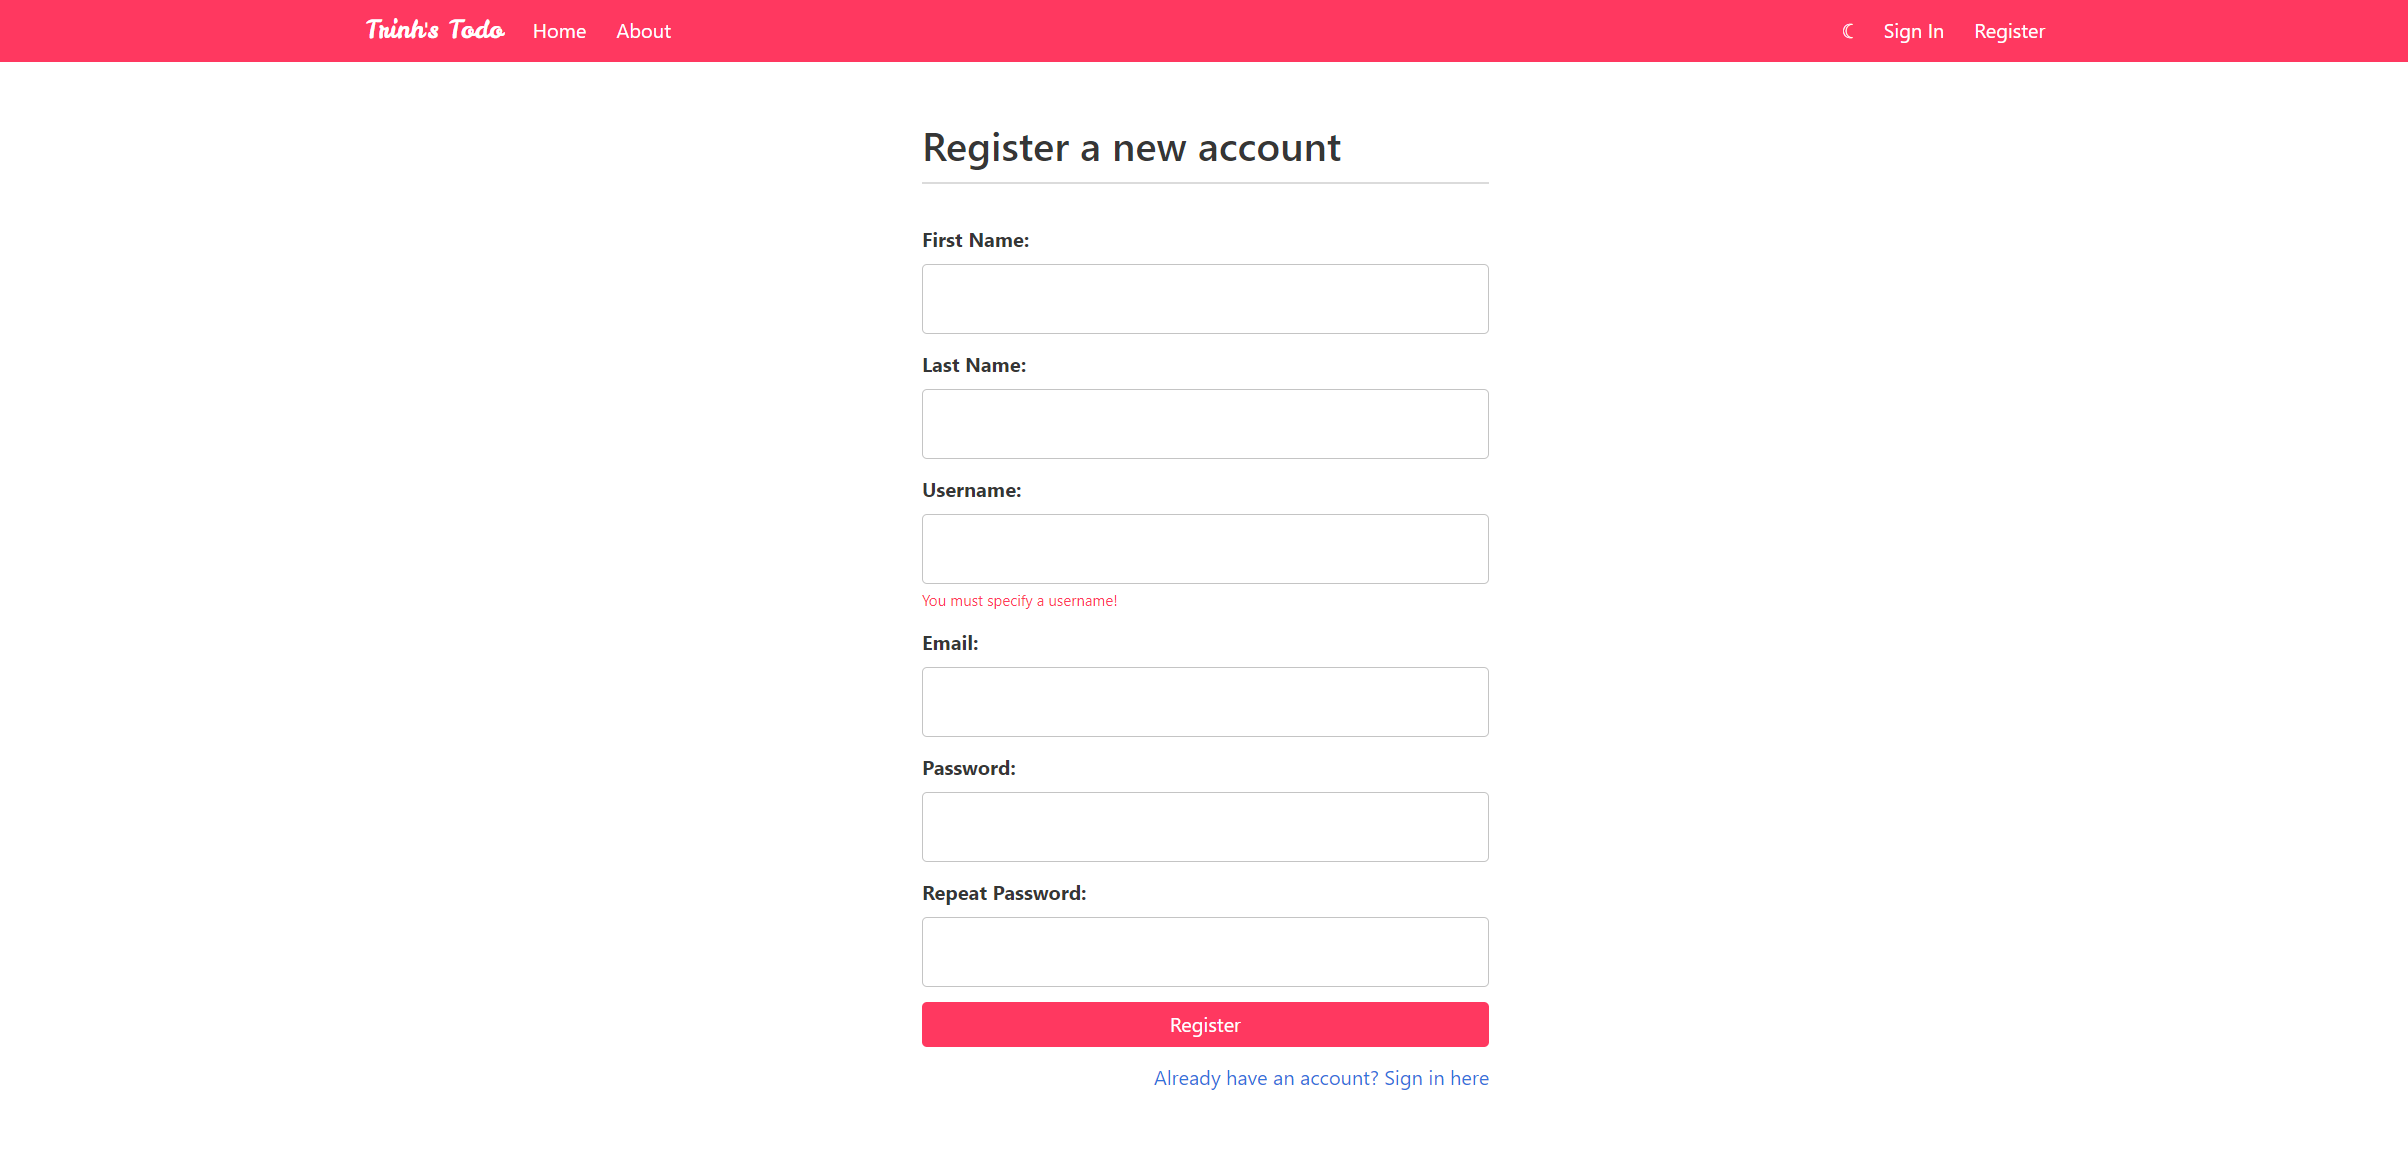 Trinh's Todo Home About Sign In Register
Register a new account
First Name:
Last Name:
Username:
You must specify a username!
Email:
Password:
Repeat Password:
Register
Already have an account? Sign in here